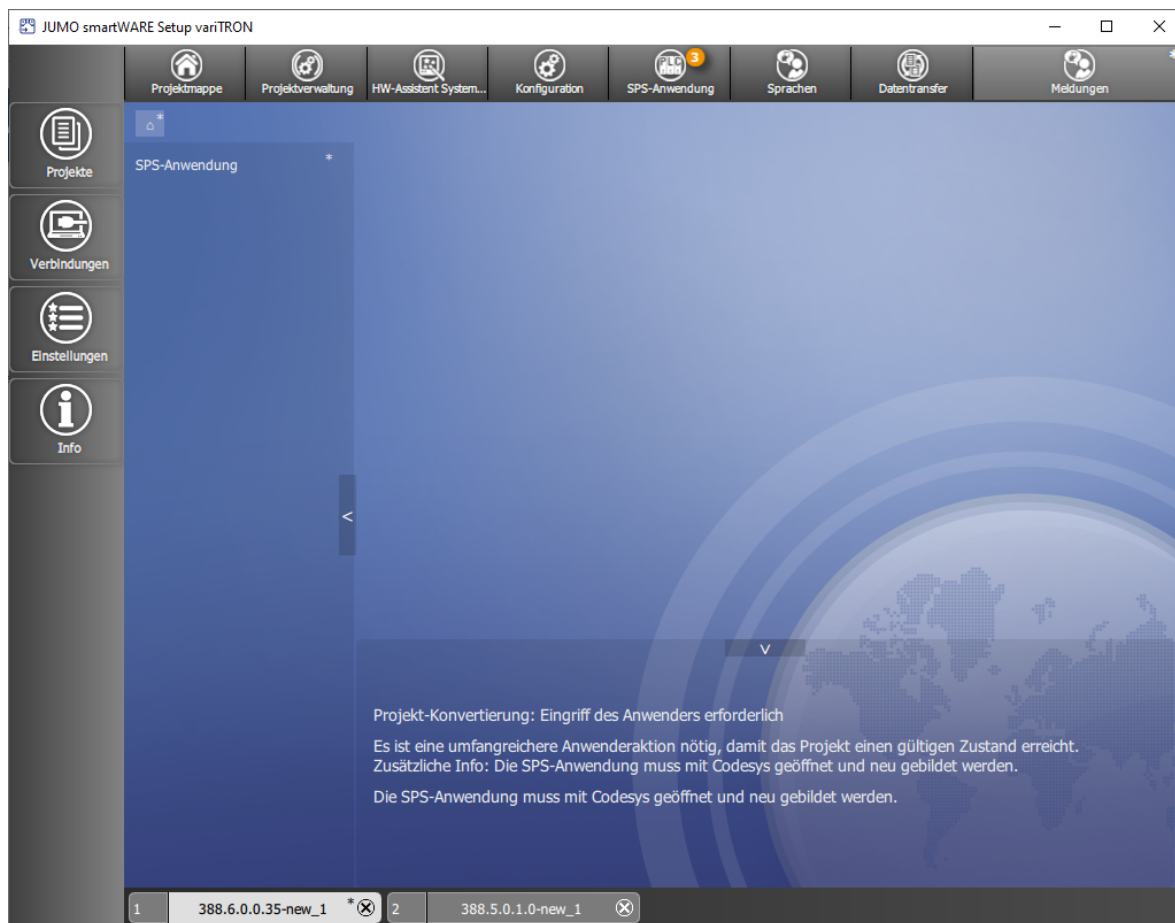 JUMO smartWARE Setup variTRON
Projektmappe
Projektverwaltung
HW-Assistent System...
Konfiguration
PLC
3
SPS-Anwendung
Sprachen
Datentransfer
*
Meldungen
Projekte
Verbindungen
Einstellungen
Info
*
SPS-Anwendung *
<
V
Projekt-Konvertierung: Eingriff des Anwenders erforderlich
Es ist eine umfangreichere Anwenderaktion nötig, damit das Projekt einen gültigen Zustand erreicht.
Zusätzliche Info: Die SPS-Anwendung muss mit Codesys geöffnet und neu gebildet werden.
Die SPS-Anwendung muss mit Codesys geöffnet und neu gebildet werden.
1 388.6.0.0.35-new_1 * 2 388.5.0.1.0-new_1